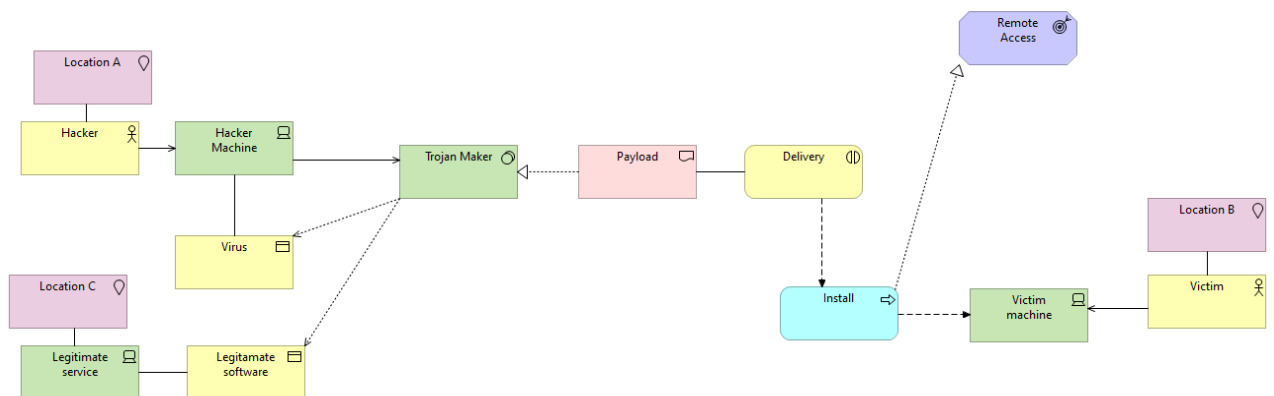 Remote
Access
Location A
Hacker
Hacker
Machine
Trojan Maker
Payload
Delivery
Location B
Virus
Location C
Install
Victim
machine
Victim
Legitimate
service
Legitamate
software